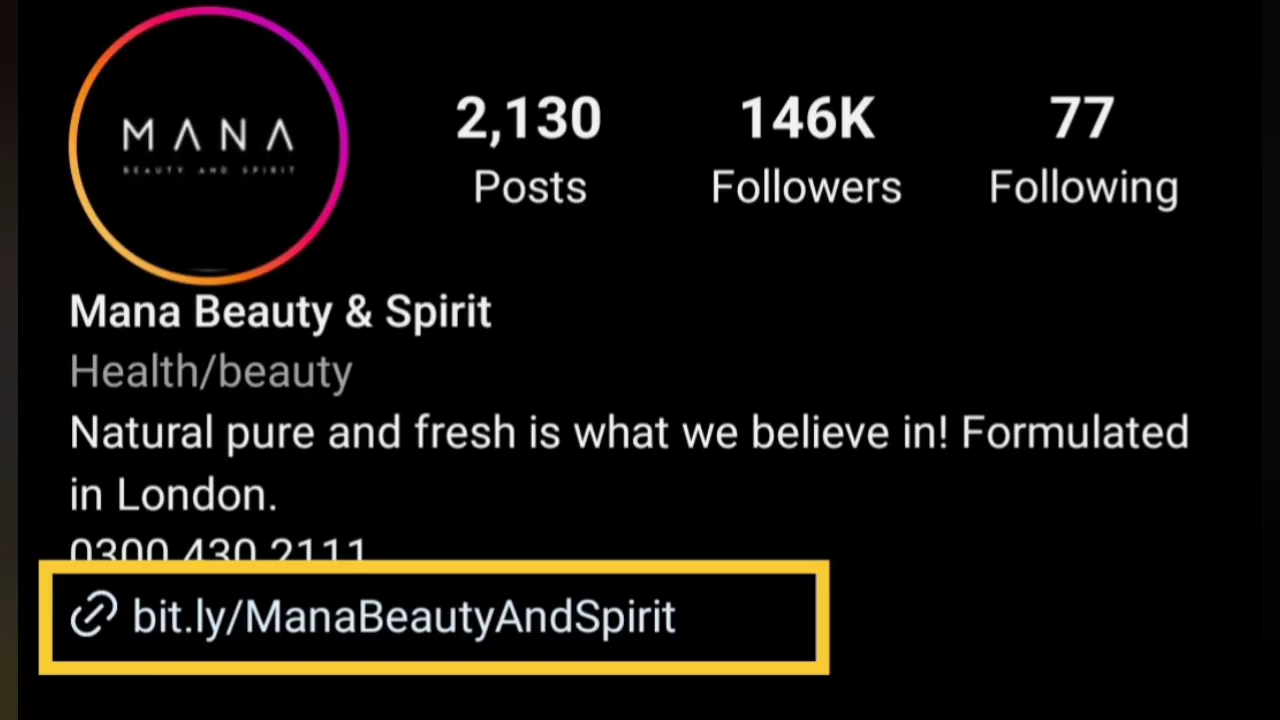 MANA
BEAUTY AND SPIRIT
2,130
Posts
146K
Followers
77
Following
Mana Beauty & Spirit
Health/beauty
Natural pure and fresh is what we believe in! Formulated
in London.
0300 430 2111
bit.ly/ManaBeautyAndSpirit